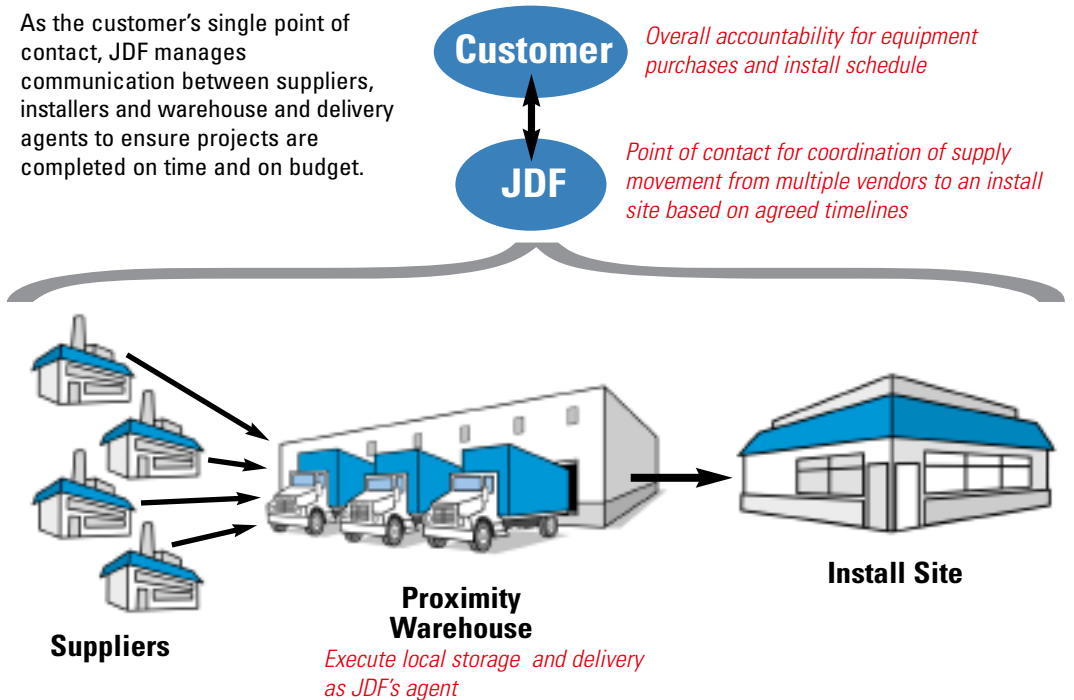 As the customer's single point of
contact, JDF manages
communication between suppliers,
installers and warehouse and delivery
agents to ensure projects are
completed on time and on budget.
Customer
Overall accountability for equipment
purchases and install schedule
JDF
Point of contact for coordination of supply
movement from multiple vendors to an install
site based on agreed timelines
Suppliers
Proximity
Warehouse
Execute local storage and delivery
as JDF's agent
Install Site